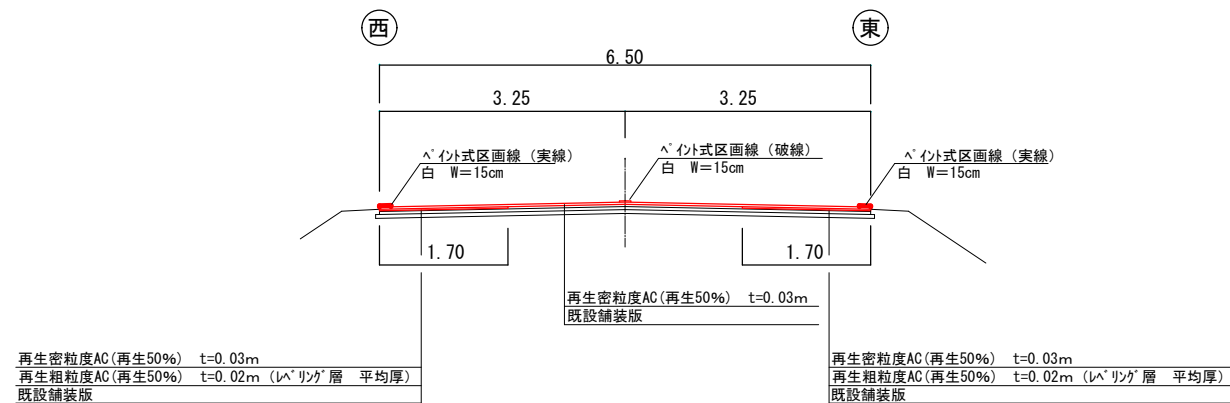 西
東
6.50
3.25
3.25
ペイント式区画線（実線）
白　W＝15cm
ペイント式区画線（破線）
白　W＝15cm
ペイント式区画線（実線）
白　W＝15cm
1.70
1.70
再生密粒度AC(再生50%)　t=0.03m
既設舗装版
再生密粒度AC(再生50%)　t=0.03m
再生粗粒度AC(再生50%)　t=0.02m（ﾚﾍﾞﾘﾝｸﾞ層　平均厚）
既設舗装版
再生密粒度AC(再生50%)　t=0.03m
再生粗粒度AC(再生50%)　t=0.02m（ﾚﾍﾞﾘﾝｸﾞ層　平均厚）
既設舗装版